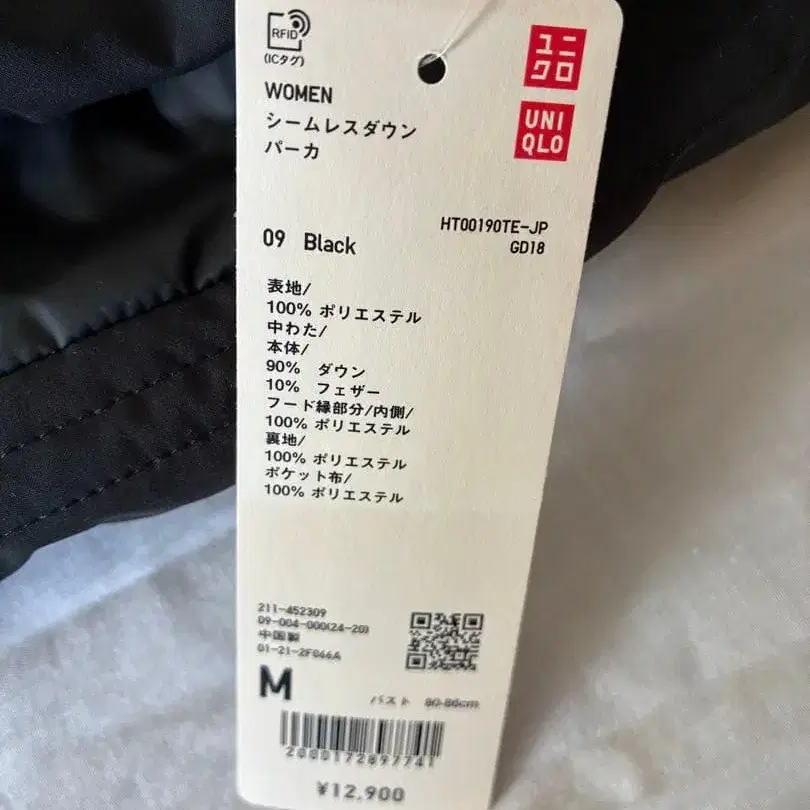 RFID
(ICタグ)
ユニ
クロ
UNI
QLO
WOMEN
シームレスダウン
パーカ
09 Black
HT00190TE-JP
GD18
表地/
100% ポリエステル
中わた/
本体/
90% ダウン
10% フェザー
フード縁部分/内側/
100% ポリエステル
裏地/
100% ポリエステル
ポケット布/
100% ポリエステル
211-452309
09-004-000(24-20)
中国製
01-21-2F066A
M バスト 80-86cm
2000172897741
¥12,900